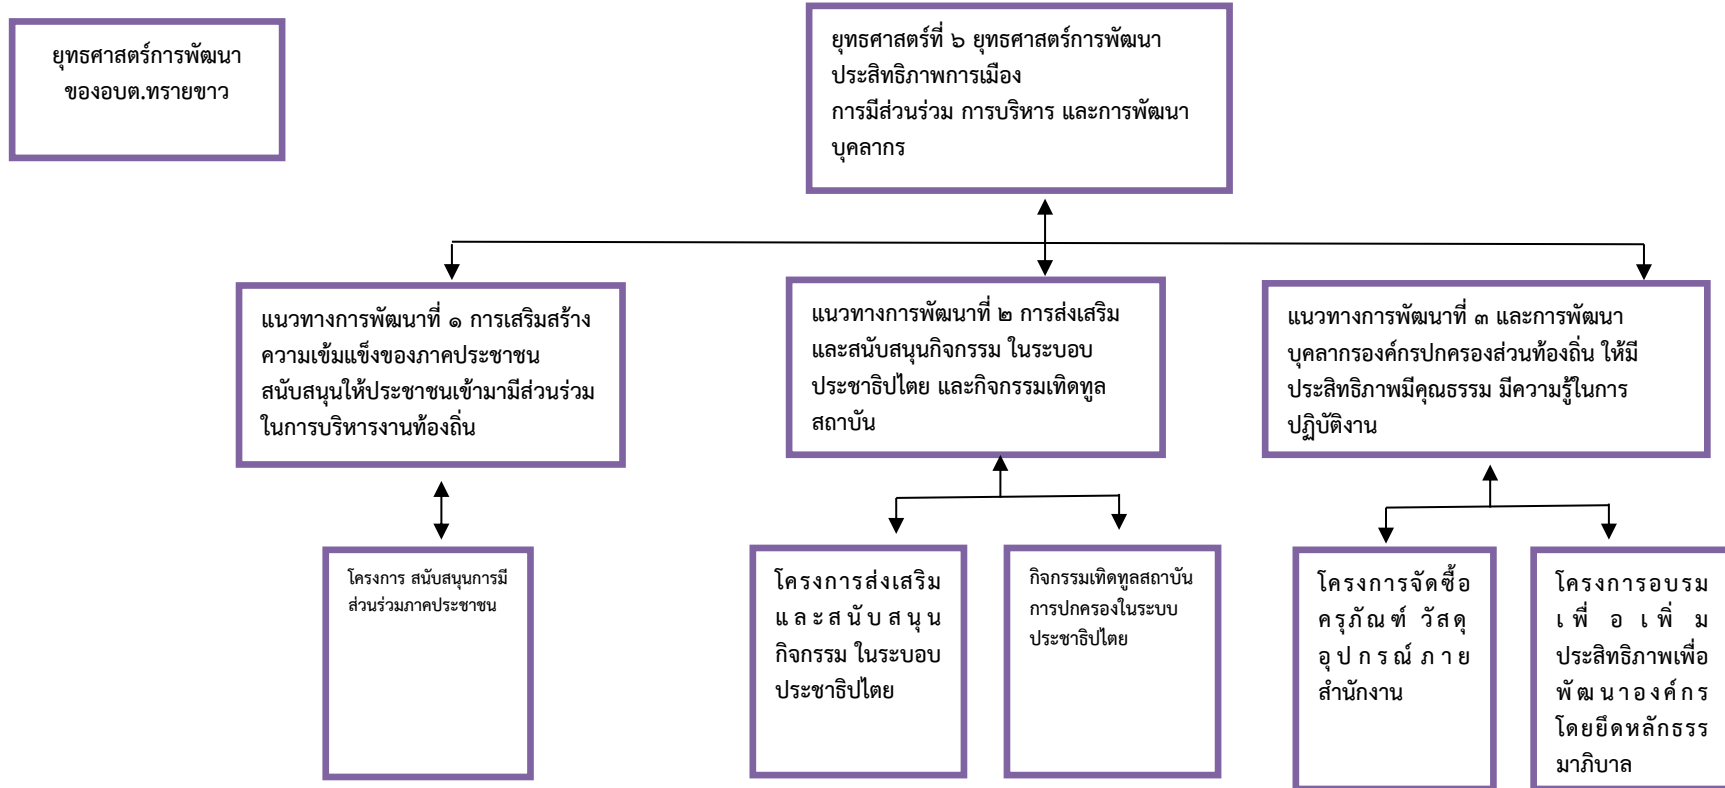 ยุทธศาสตร์การพัฒนา
ของอบต.ทรายขาว
ยุทธศาสตร์ที่ ๖ ยุทธศาสตร์การพัฒนา
ประสิทธิภาพการเมือง
การมีส่วนร่วม การบริหาร และการพัฒนา
บุคลากร
แนวทางการพัฒนาที่ ๑ การเสริมสร้าง
ความเข้มแข็งของภาคประชาชน
สนับสนุนให้ประชาชนเข้ามามีส่วนร่วม
ในการบริหารงานท้องถิ่น
แนวทางการพัฒนาที่ ๒ การส่งเสริม
และสนับสนุนกิจกรรม ในระบอบ
ประชาธิปไตย และกิจกรรมเทิดทูล
สถาบัน
แนวทางการพัฒนาที่ ๓ และการพัฒนา
บุคลากรองค์กรปกครองส่วนท้องถิ่น ให้มี
ประสิทธิภาพมีคุณธรรม มีความรู้ในการ
ปฏิบัติงาน
โครงการ สนับสนุนการมี
ส่วนร่วมภาคประชาชน
โครงการส่งเสริม
และสนับสนุน
กิจกรรม ในระบอบ
ประชาธิปไตย
กิจกรรมเทิดทูลสถาบัน
การปกครองในระบบ
ประชาธิปไตย
โครงการจัดซื้อ
ครุภัณฑ์ วัสดุ
อุปกรณ์ภาย
สำนักงาน
โครงการอบรม
เพื่อเพิ่ม
ประสิทธิภาพเพื่อ
พัฒนาองค์กร
โดยยึดหลักธรร
มาภิบาล